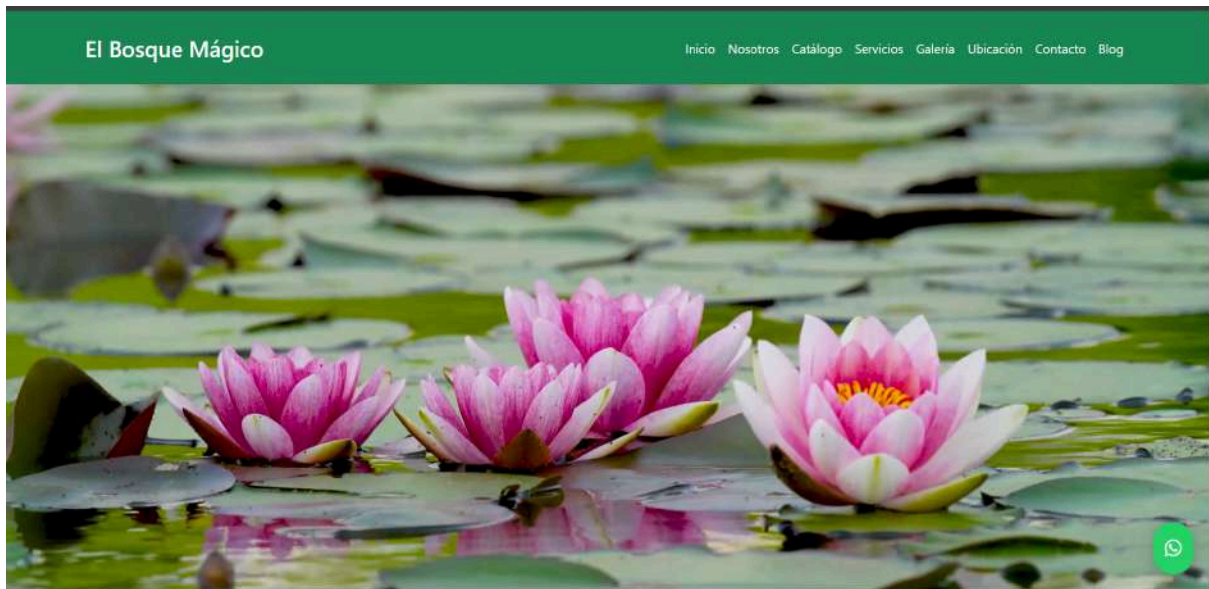 El Bosque Mágico
Inicio Nosotros Catálogo Servicios Galería Ubicación Contacto Blog